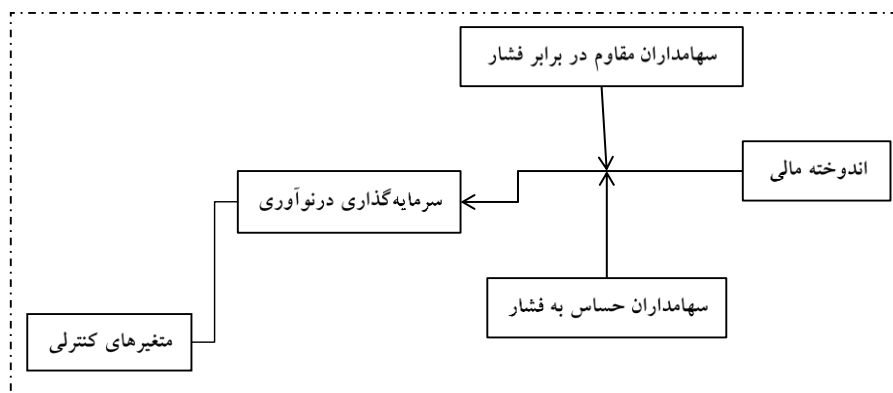 سهامداران مقاوم در برابر فشار
اندوخته مالی
سرمایه‌گذاری درنوآوری
سهامداران حساس به فشار
متغیرهای کنترلی